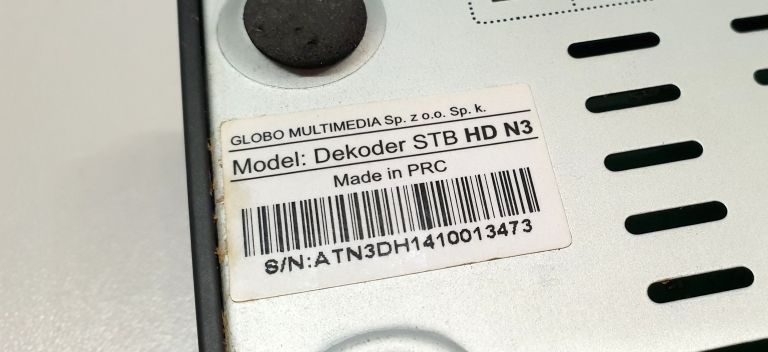 GLOBO MULTIMEDIA Sp. z o.o. Sp. k.
Model: Dekoder STB HD N3
Made in PRC
S/N:ATN3DH1410013473